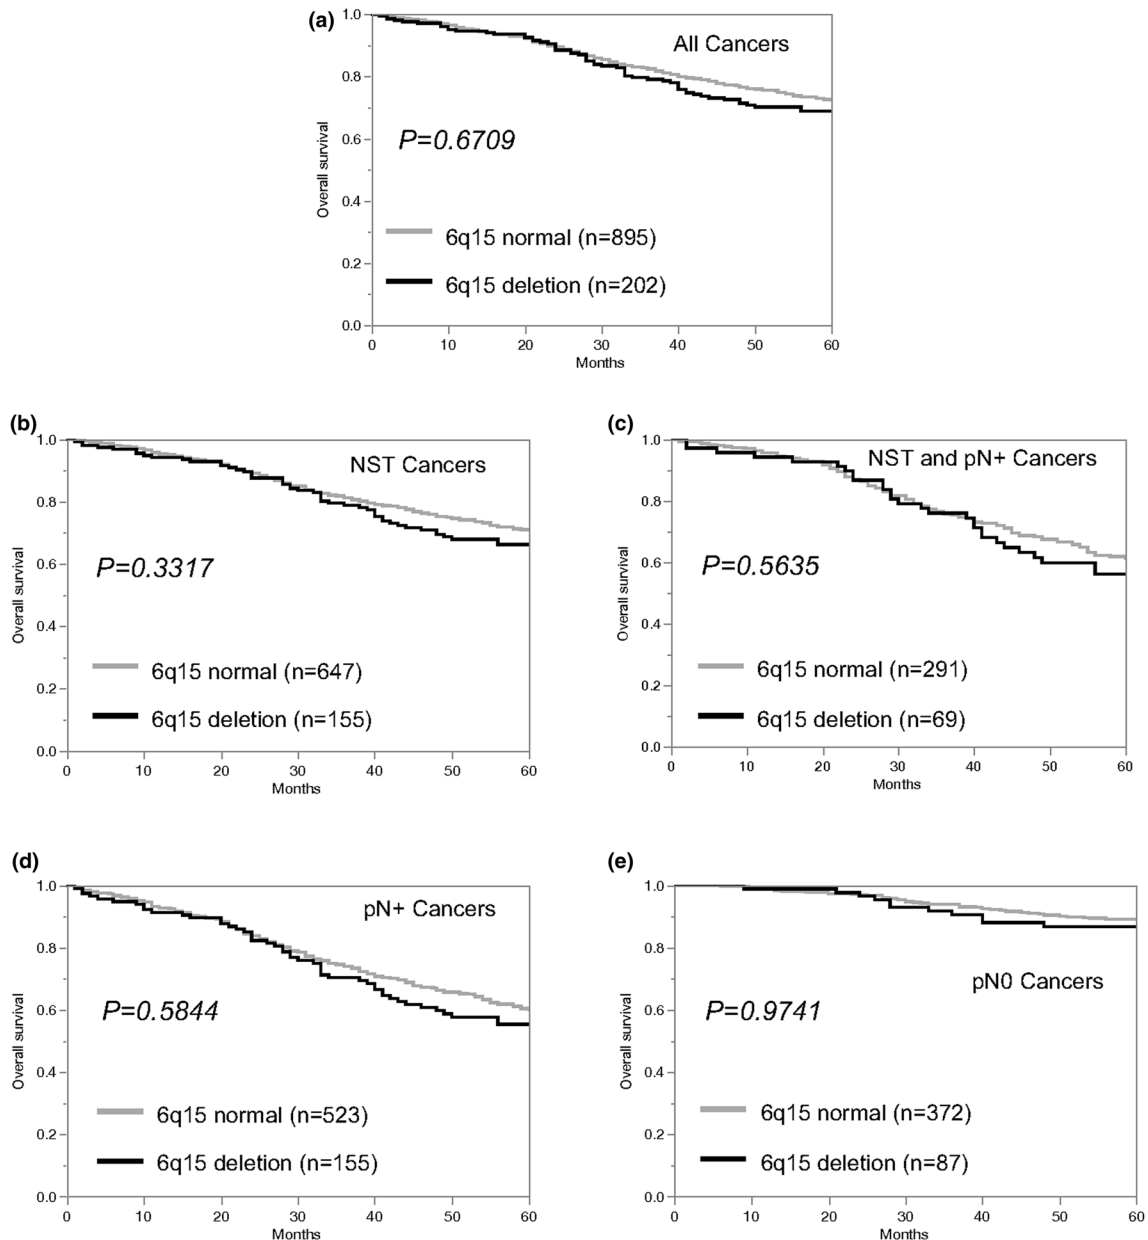 (a)
All Cancers
P=0.6709
6q15 normal (n=895)
6q15 deletion (n=202)
Overall survival
1.0
0.8
0.6
0.4
0.2
0.0
0 10 20 30 40 50 60
Months
(b)
NST Cancers
P=0.3317
6q15 normal (n=647)
6q15 deletion (n=155)
Overall survival
1.0
0.8
0.6
0.4
0.2
0.0
0 10 20 30 40 50 60
Months
(c)
NST and pN+ Cancers
P=0.5635
6q15 normal (n=291)
6q15 deletion (n=69)
Overall survival
1.0
0.8
0.6
0.4
0.2
0.0
0 10 20 30 40 50 60
Months
(d)
pN+ Cancers
P=0.5844
6q15 normal (n=523)
6q15 deletion (n=155)
Overall survival
1.0
0.8
0.6
0.4
0.2
0.0
0 10 20 30 40 50 60
Months
(e)
pN0 Cancers
P=0.9741
6q15 normal (n=372)
6q15 deletion (n=87)
Overall survival
1.0
0.8
0.6
0.4
0.2
0.0
0 10 20 30 40 50 60
Months